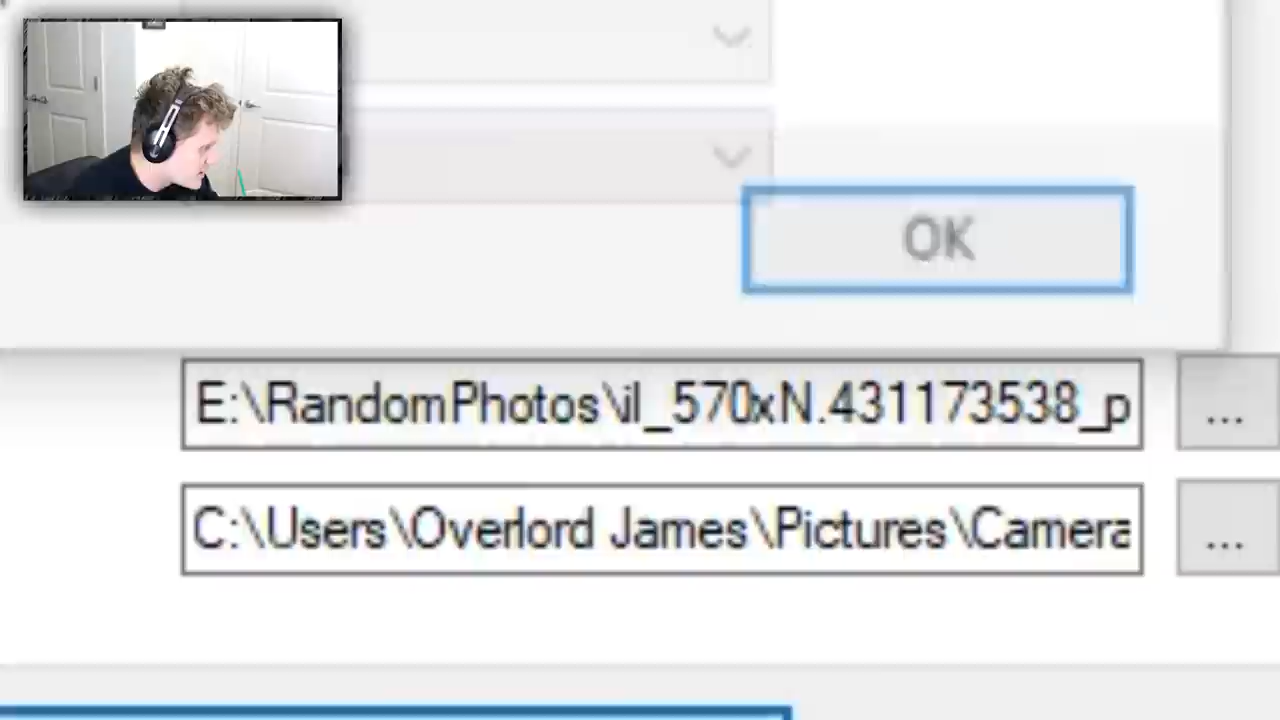 OK
E:\RandomPhotos\il_570xN.431173538_p
...
C:\Users\Overlord James\Pictures\Camera
...